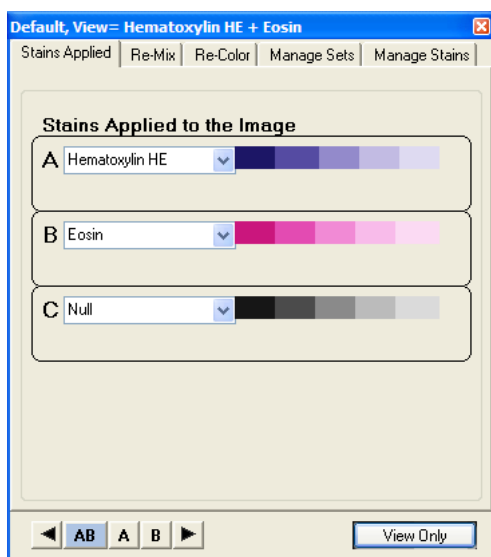 Default, View= Hematoxylin HE + Eosin
Stains Applied Re-Mix Re-Color Manage Sets Manage Stains
Stains Applied to the Image
A Hematoxylin HE
B Eosin
C Null
AB A B View Only